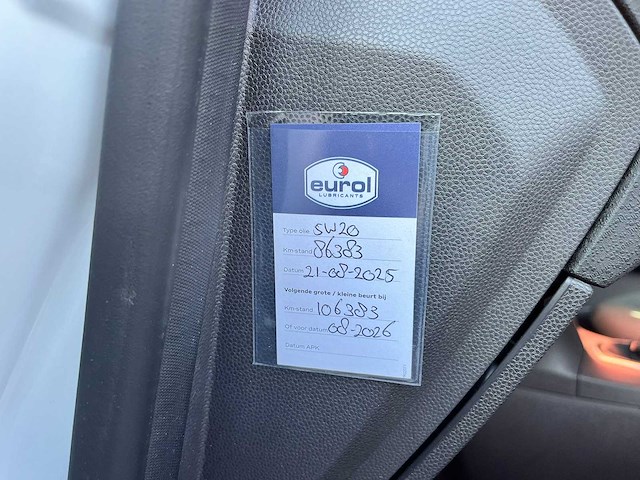 eurol
LUBRICANTS
Type olie 5W20
Km-stand 86383
Datum 21-08-2025
Volgende grote / kleine beurt bij
Km-stand 106383
Of voor datum 08-2026
Datum APK